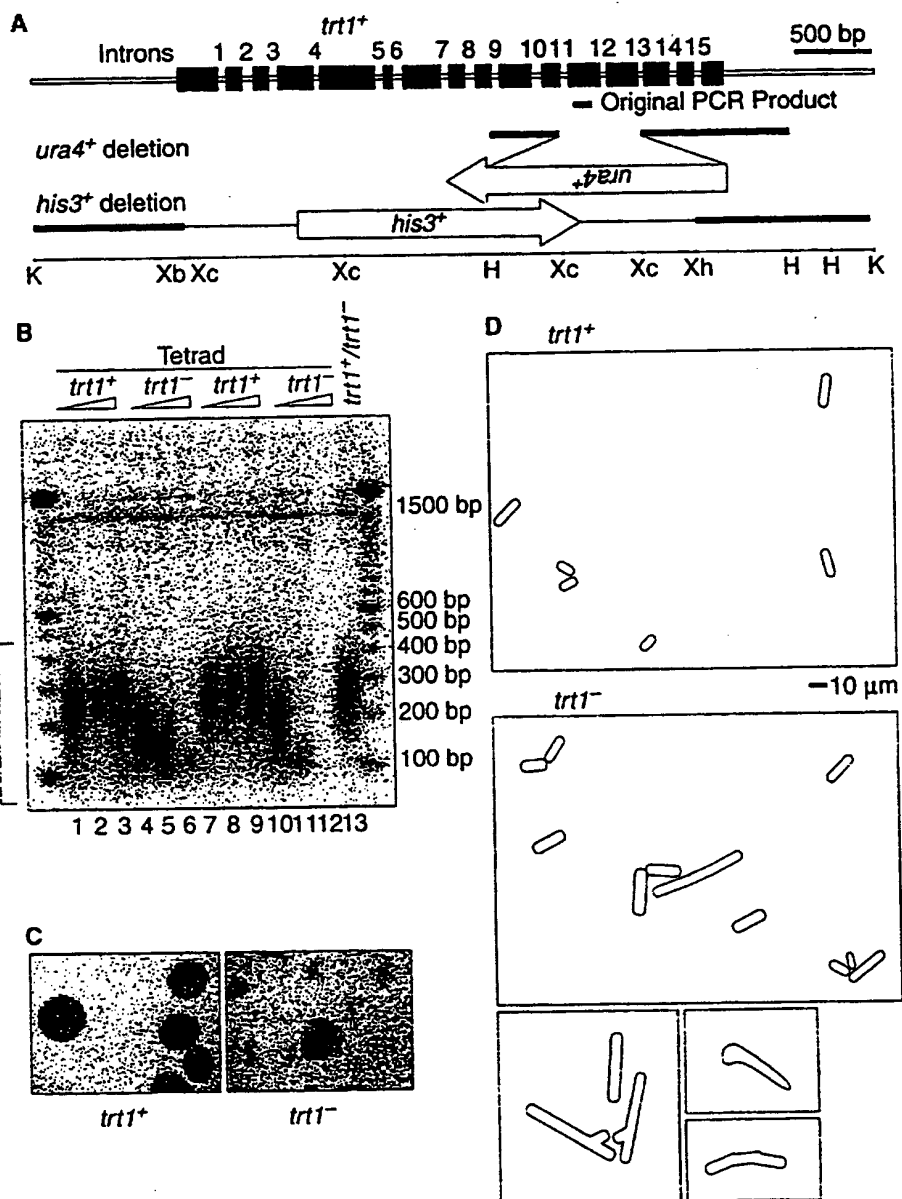 A
trt1+
Introns 1 2 3 4 5 6 7 8 9 10 11 12 13 14 15
500 bp
Original PCR Product
ura4+ deletion
ura4+
his3+ deletion
his3+
K Xb Xc Xc H Xc Xc Xh H H K
B
Tetrad
trt1+ trt1− trt1+ trt1− trt1+/trt1−
1500 bp
600 bp
500 bp
400 bp
300 bp
200 bp
100 bp
1 2 3 4 5 6 7 8 9 10 11 12 13
C
trt1+ trt1−
D
trt1+
10 µm
trt1−